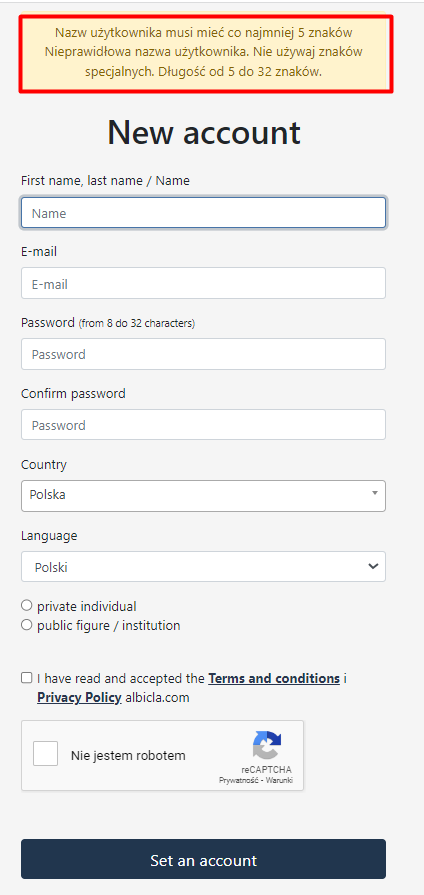 Nazw użytkownika musi mieć co najmniej 5 znaków
Nieprawidłowa nazwa użytkownika. Nie używaj znaków
specjalnych. Długość od 5 do 32 znaków.
New account
First name, last name / Name
Name
E-mail
E-mail
Password (from 8 do 32 characters)
Password
Confirm password
Password
Country
Polska
Language
Polski
private individual
public figure / institution
I have read and accepted the Terms and conditions i
Privacy Policy albicla.com
Nie jestem robotem
reCAPTCHA
Prywatność - Warunki
Set an account